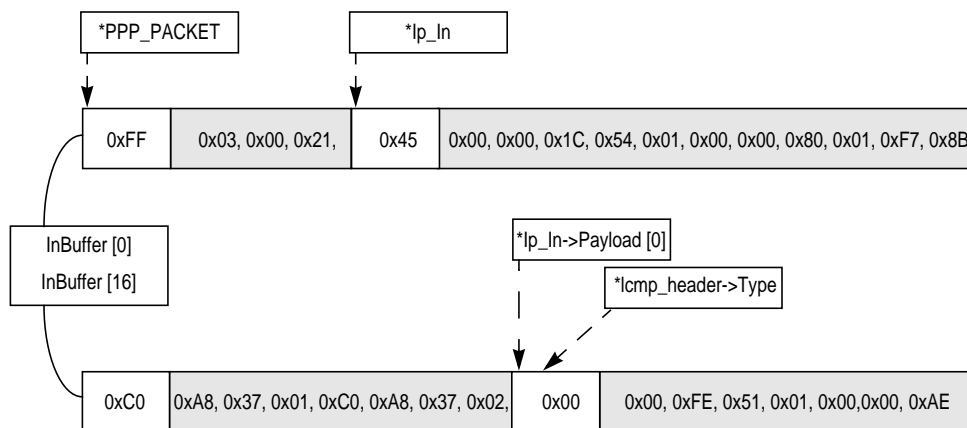 *PPP_PACKET
*Ip_In
0xFF
0x03, 0x00, 0x21,
0x45
0x00, 0x00, 0x1C, 0x54, 0x01, 0x00, 0x00, 0x80, 0x01, 0xF7, 0x8B
InBuffer [0]
InBuffer [16]
*Ip_In->Payload [0]
*Icmp_header->Type
0xC0
0xA8, 0x37, 0x01, 0xC0, 0xA8, 0x37, 0x02,
0x00
0x00, 0xFE, 0x51, 0x01, 0x00,0x00, 0xAE